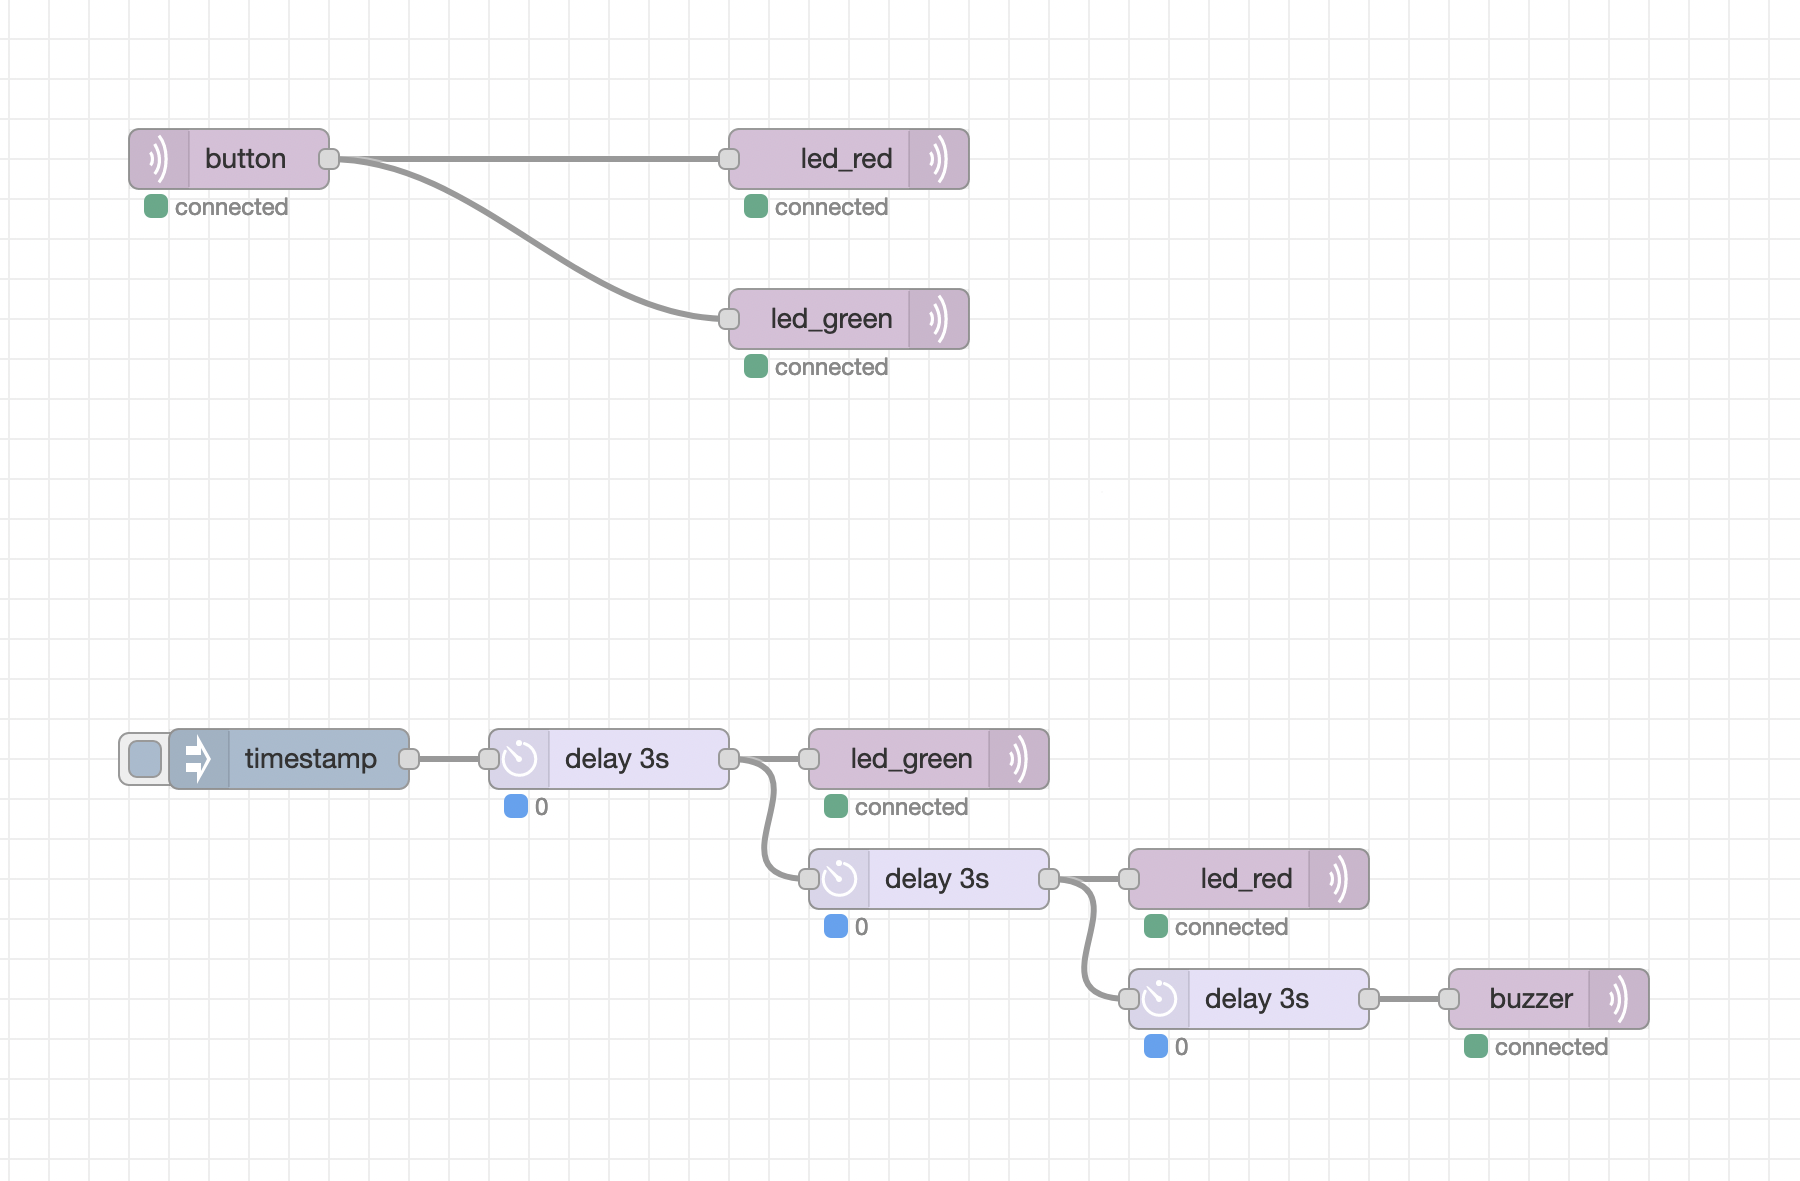 button
connected
led_red
connected
led_green
connected
timestamp
delay 3s
0
led_green
connected
delay 3s
0
led_red
connected
delay 3s
0
buzzer
connected